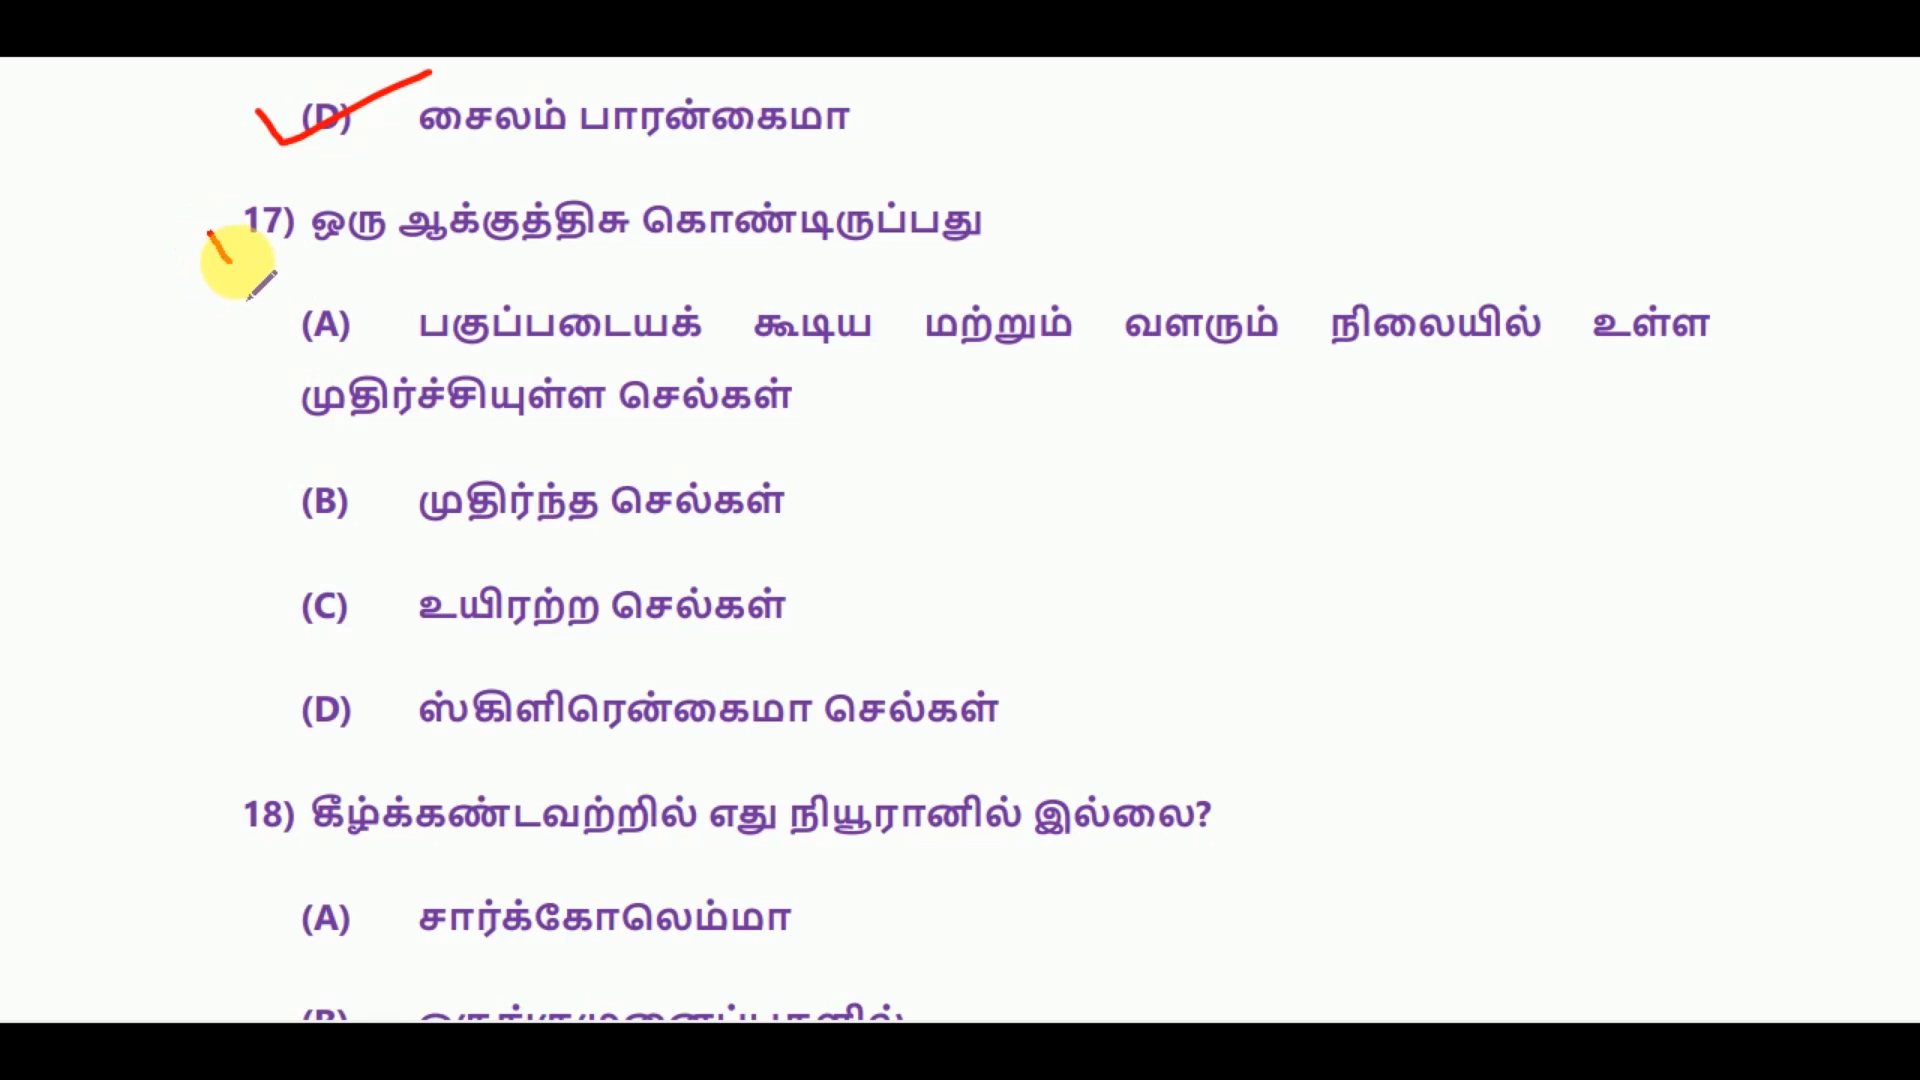 (D) சைலம் பாரன்கைமா
17) ஒரு ஆக்குத்திசு கொண்டிருப்பது
(A) பகுப்படையக் கூடிய மற்றும் வளரும் நிலையில் உள்ள
முதிர்ச்சியுள்ள செல்கள்
(B) முதிர்ந்த செல்கள்
(C) உயிரற்ற செல்கள்
(D) ஸ்கிளிரென்கைமா செல்கள்
18) கீழ்க்கண்டவற்றில் எது நியூரானில் இல்லை?
(A) சார்க்கோலெம்மா
(B)